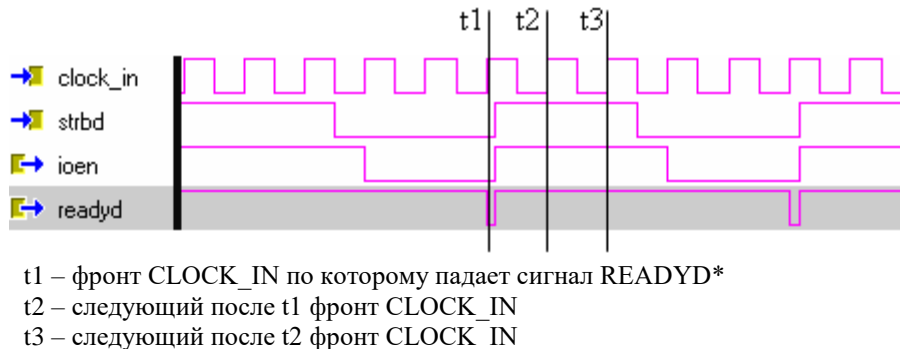 t1 t2 t3
clock_in
strbd
ioen
readyd
t1 – фронт CLOCK_IN по которому падает сигнал READYD*
t2 – следующий после t1 фронт CLOCK_IN
t3 – следующий после t2 фронт CLOCK_IN